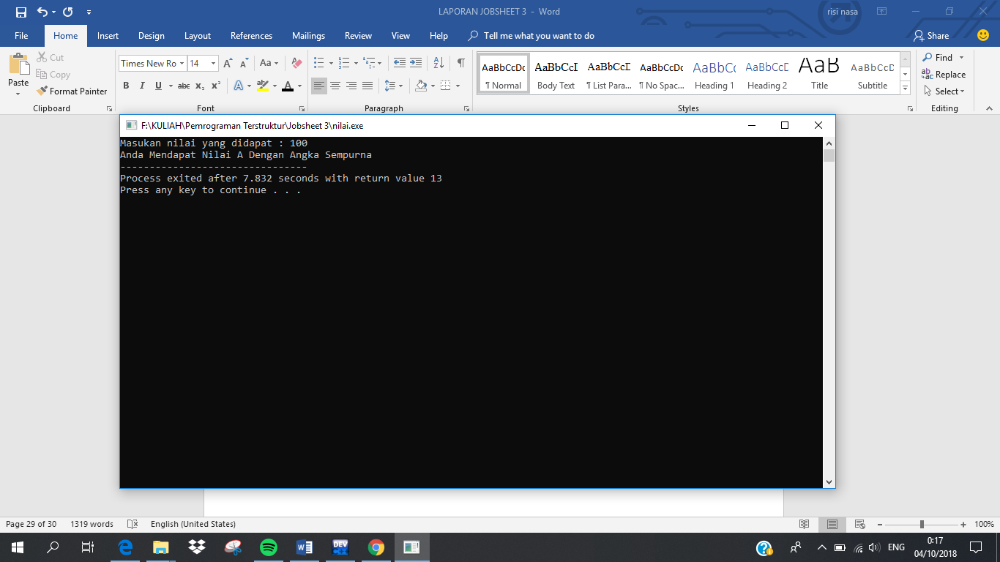 LAPORAN JOBSHEET 3 - Word
risi nasa
File Home Insert Design Layout References Mailings Review View Help Tell me what you want to do Share
Paste
Cut
Copy
Format Painter
Clipboard
Times New Ro 14
Aa
B I U abc x₂ x²
A
Font
Paragraph
AaBbCcDc AaBbCcI AaBbCcI AaBbCcDc AaBbCc AaBbCcD AaB AaBbCcD
¶ Normal Body Text ¶ List Para... ¶ No Spac... Heading 1 Heading 2 Title Subtitle
Styles
Find
Replace
Select
Editing
F:\KULIAH\Pemrograman Terstruktur\Jobsheet 3\nilai.exe
Masukan nilai yang didapat : 100
Anda Mendapat Nilai A Dengan Angka Sempurna
--------------------------------
Process exited after 7.832 seconds with return value 13
Press any key to continue . . .
Page 29 of 30 1319 words English (United States) 100%
DEV
ENG
0:17
04/10/2018